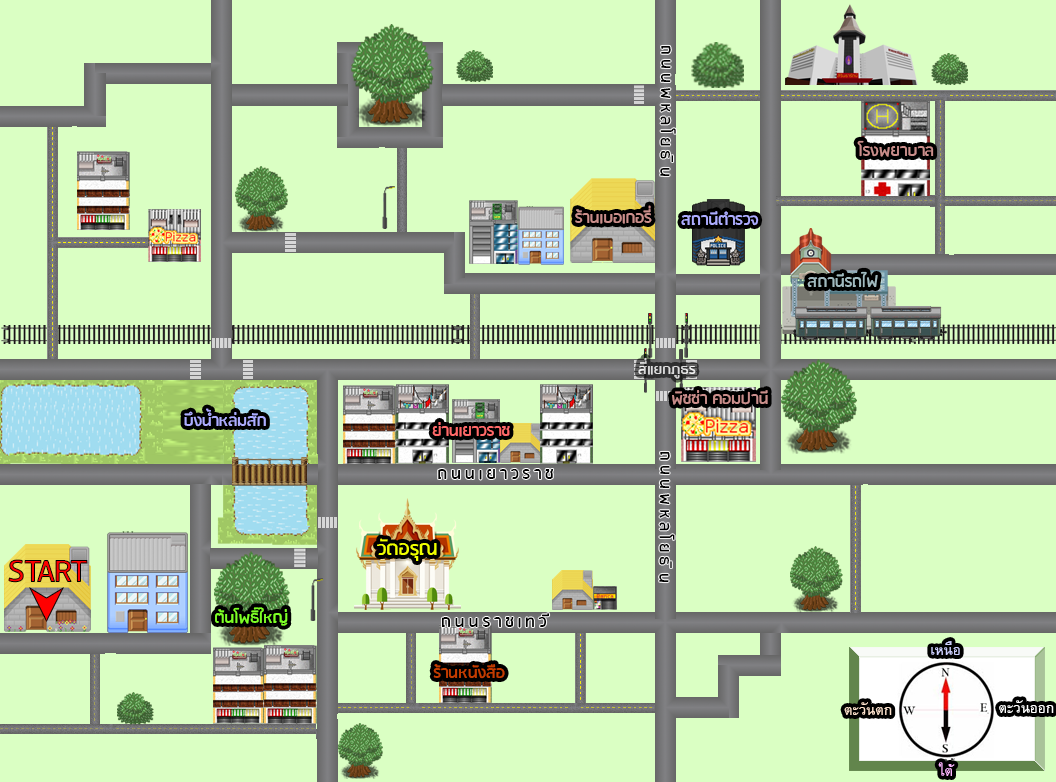 ถนนพหลโยธิน
H
โรงพยาบาล
ร้านเบอเกอรี่
สถานีตำรวจ
POLICE
Pizza
สถานีรถไฟ
สี่แยกภูธร
พิซซ่า คอมปานี
Pizza
บึงน้ำหล่มสัก
ย่านเยาวราช
ถนนเยาวราช
ถนนพหลโยธิน
วัดอรุณ
START
ต้นโพธิ์ใหญ่
ถนนราชเทวี
ร้านหนังสือ
เหนือ
N
ตะวันตก
W
E
ตะวันออก
S
ใต้